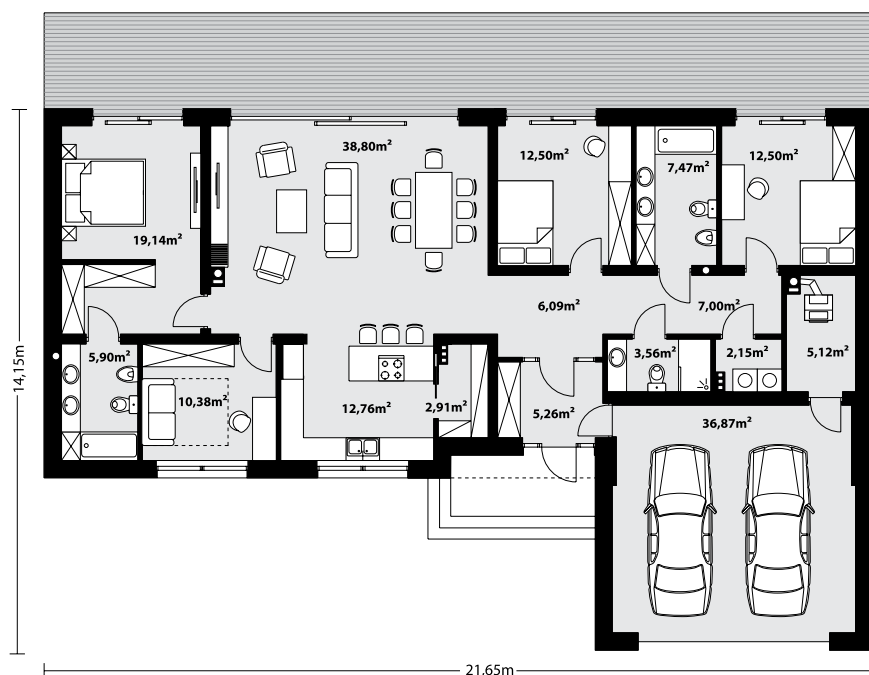 38,80m²
12,50m²
7,47m²
12,50m²
19,14m²
6,09m²
7,00m²
14,15m
5,90m²
3,56m²
2,15m²
5,12m²
10,38m²
12,76m²
2,91m²
5,26m²
36,87m²
21,65m